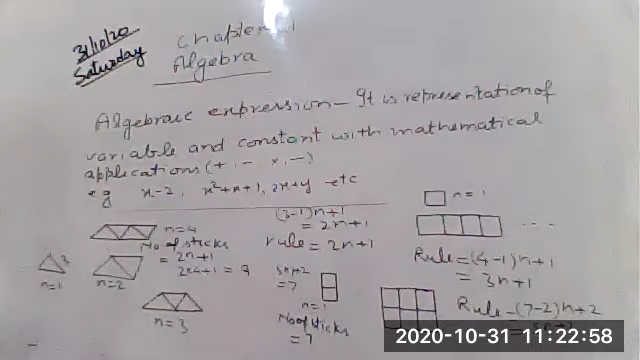 31/10/20
Saturday
Chapter-11
Algebra
Algebraic expression - It is representation of
variable and constant with mathematical
applications (+, -, ×, -)
eg x-2, x²+x+1, 2x+y etc
n=4
No of sticks
= 2n+1
2x4+1 = 9
n=1
n=2
n=3
(3-1)n+1
= 2n+1
rule = 2n+1
5n+2
= 7
n=1
No of sticks
= 7
n=1
Rule = (4-1)n+1
= 3n+1
Rule - (7-2)n+2
2020-10-31 11:22:58